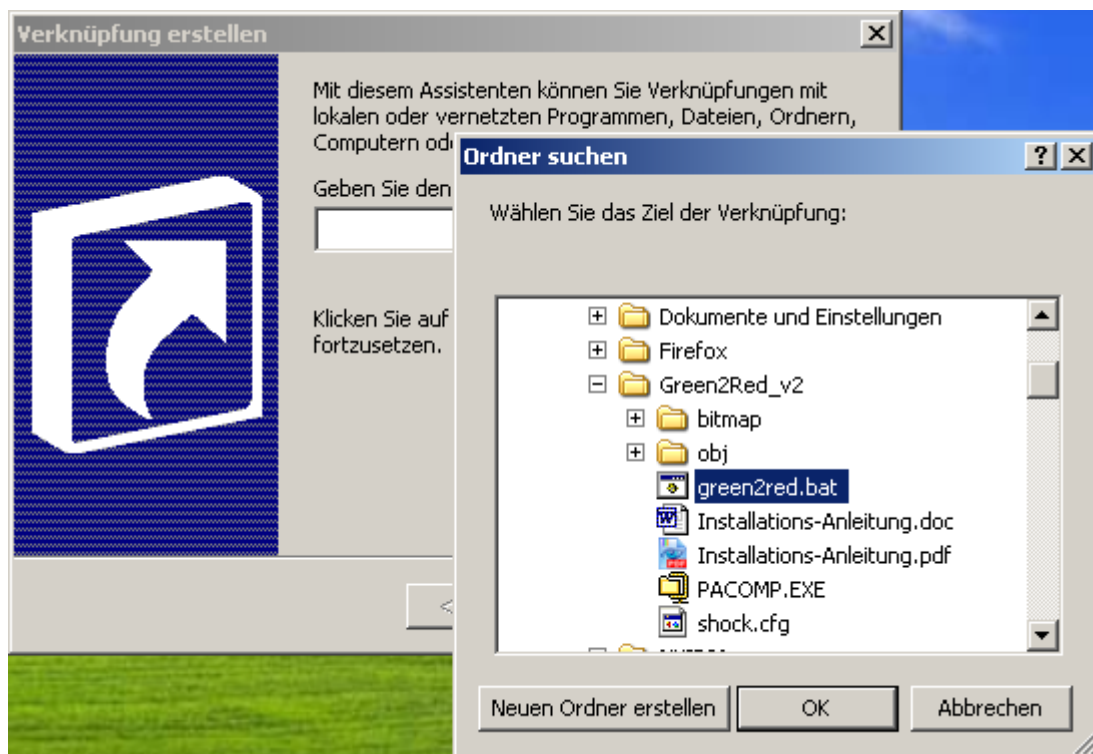 Verknüpfung erstellen
Mit diesem Assistenten können Sie Verknüpfungen mit
lokalen oder vernetzten Programmen, Dateien, Ordnern,
Computern
Geben Sie den
Klicken Sie auf
fortzusetzen.
<
Ordner suchen
Wählen Sie das Ziel der Verknüpfung:
Dokumente und Einstellungen
Firefox
Green2Red_v2
bitmap
obj
green2red.bat
Installations-Anleitung.doc
Installations-Anleitung.pdf
PACOMP.EXE
shock.cfg
Neuen Ordner erstellen
OK
Abbrechen